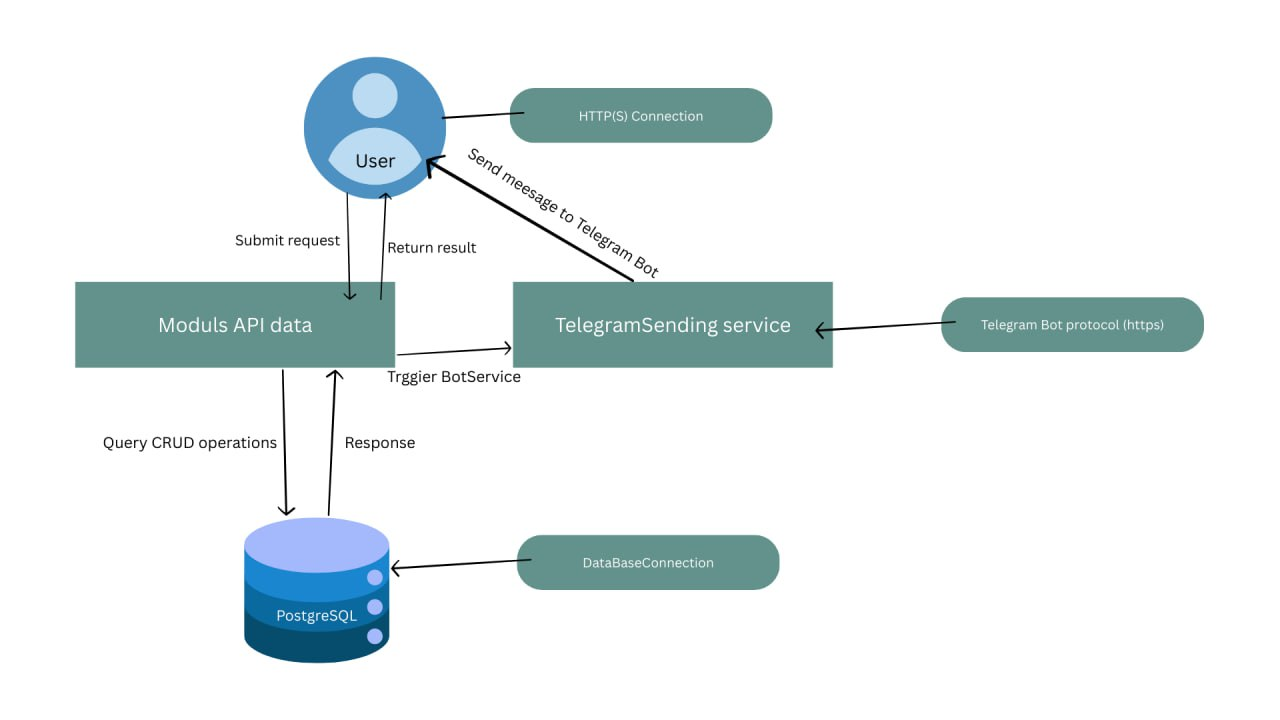 HTTP(S) Connection
User
Send meesage to Telegram Bot
Submit request
Return result
Moduls API data
TelegramSending service
Telegram Bot protocol (https)
Trggier BotService
Query CRUD operations
Response
DataBaseConnection
PostgreSQL